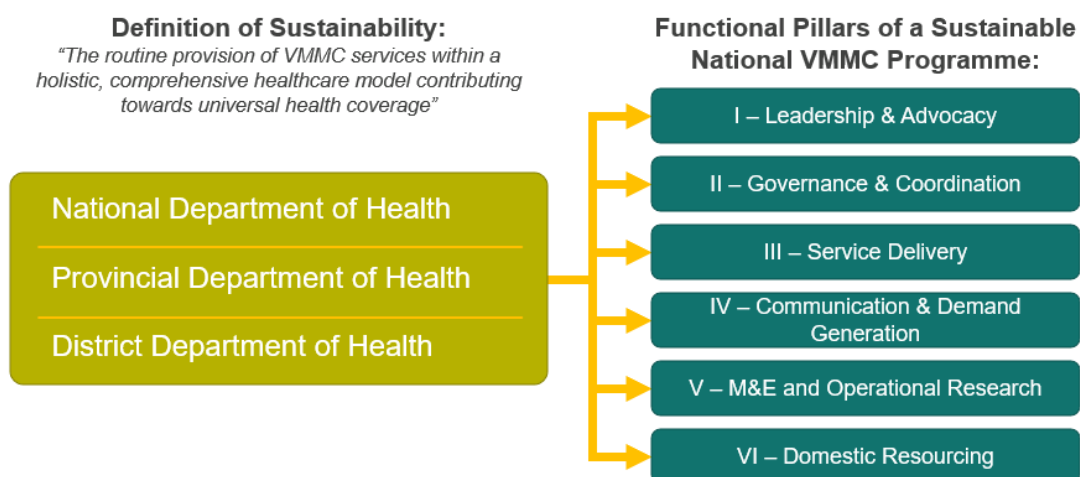 Definition of Sustainability:
“The routine provision of VMMC services within a
holistic, comprehensive healthcare model contributing
towards universal health coverage”
National Department of Health
Provincial Department of Health
District Department of Health
Functional Pillars of a Sustainable
National VMMC Programme:
I – Leadership & Advocacy
II – Governance & Coordination
III – Service Delivery
IV – Communication & Demand
Generation
V – M&E and Operational Research
VI – Domestic Resourcing